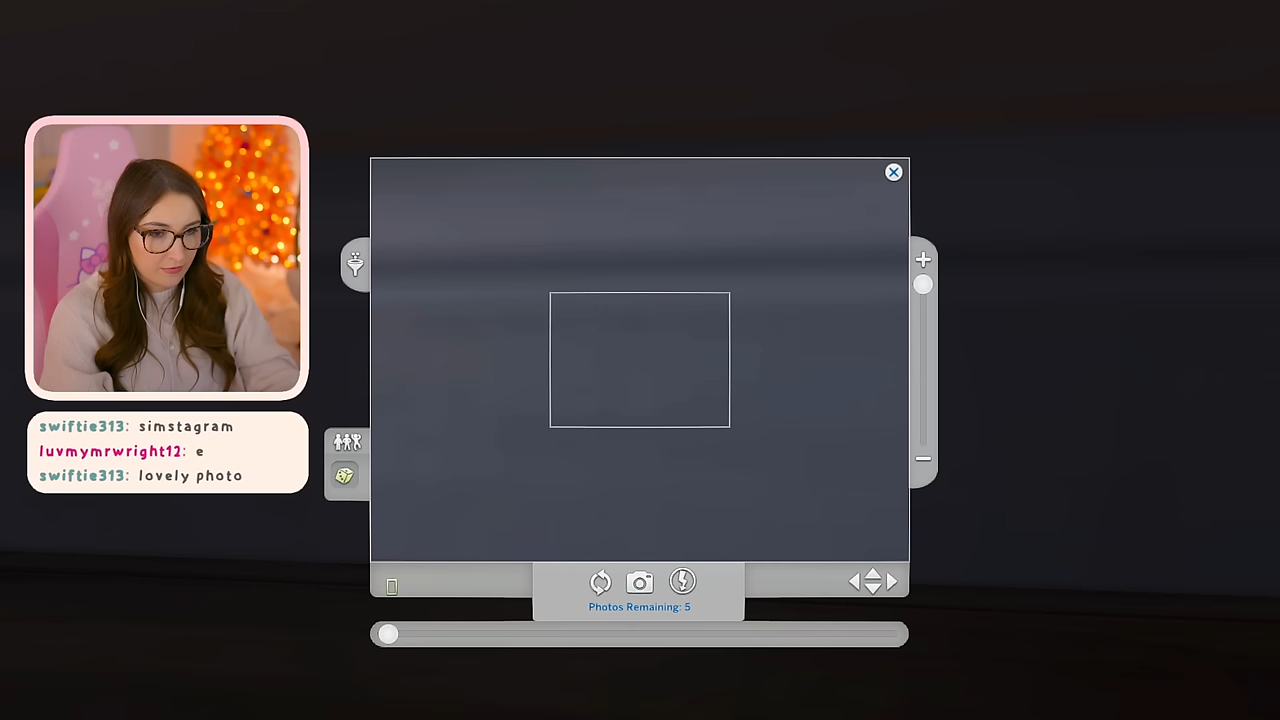 swiftie313: simstagram
luvmymrwright12: e
swiftie313: lovely photo
Photos Remaining: 5